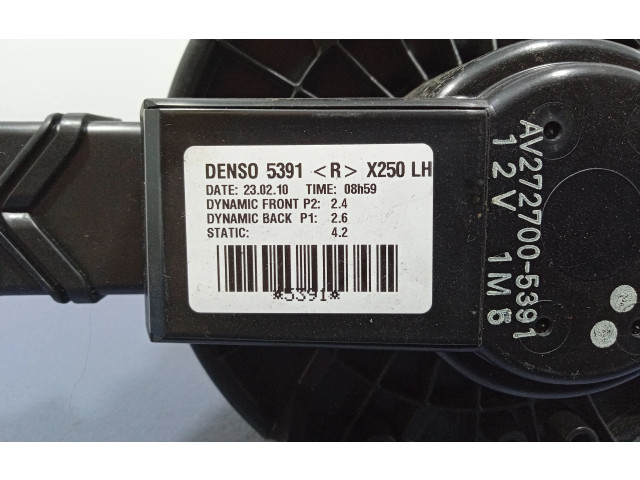 DENSO 5391 <R> X250 LH
DATE: 23.02.10 TIME: 08h59
DYNAMIC FRONT P2: 2.4
DYNAMIC BACK P1: 2.6
STATIC: 4.2
*5391*
AV272700-5391
12V 1M5